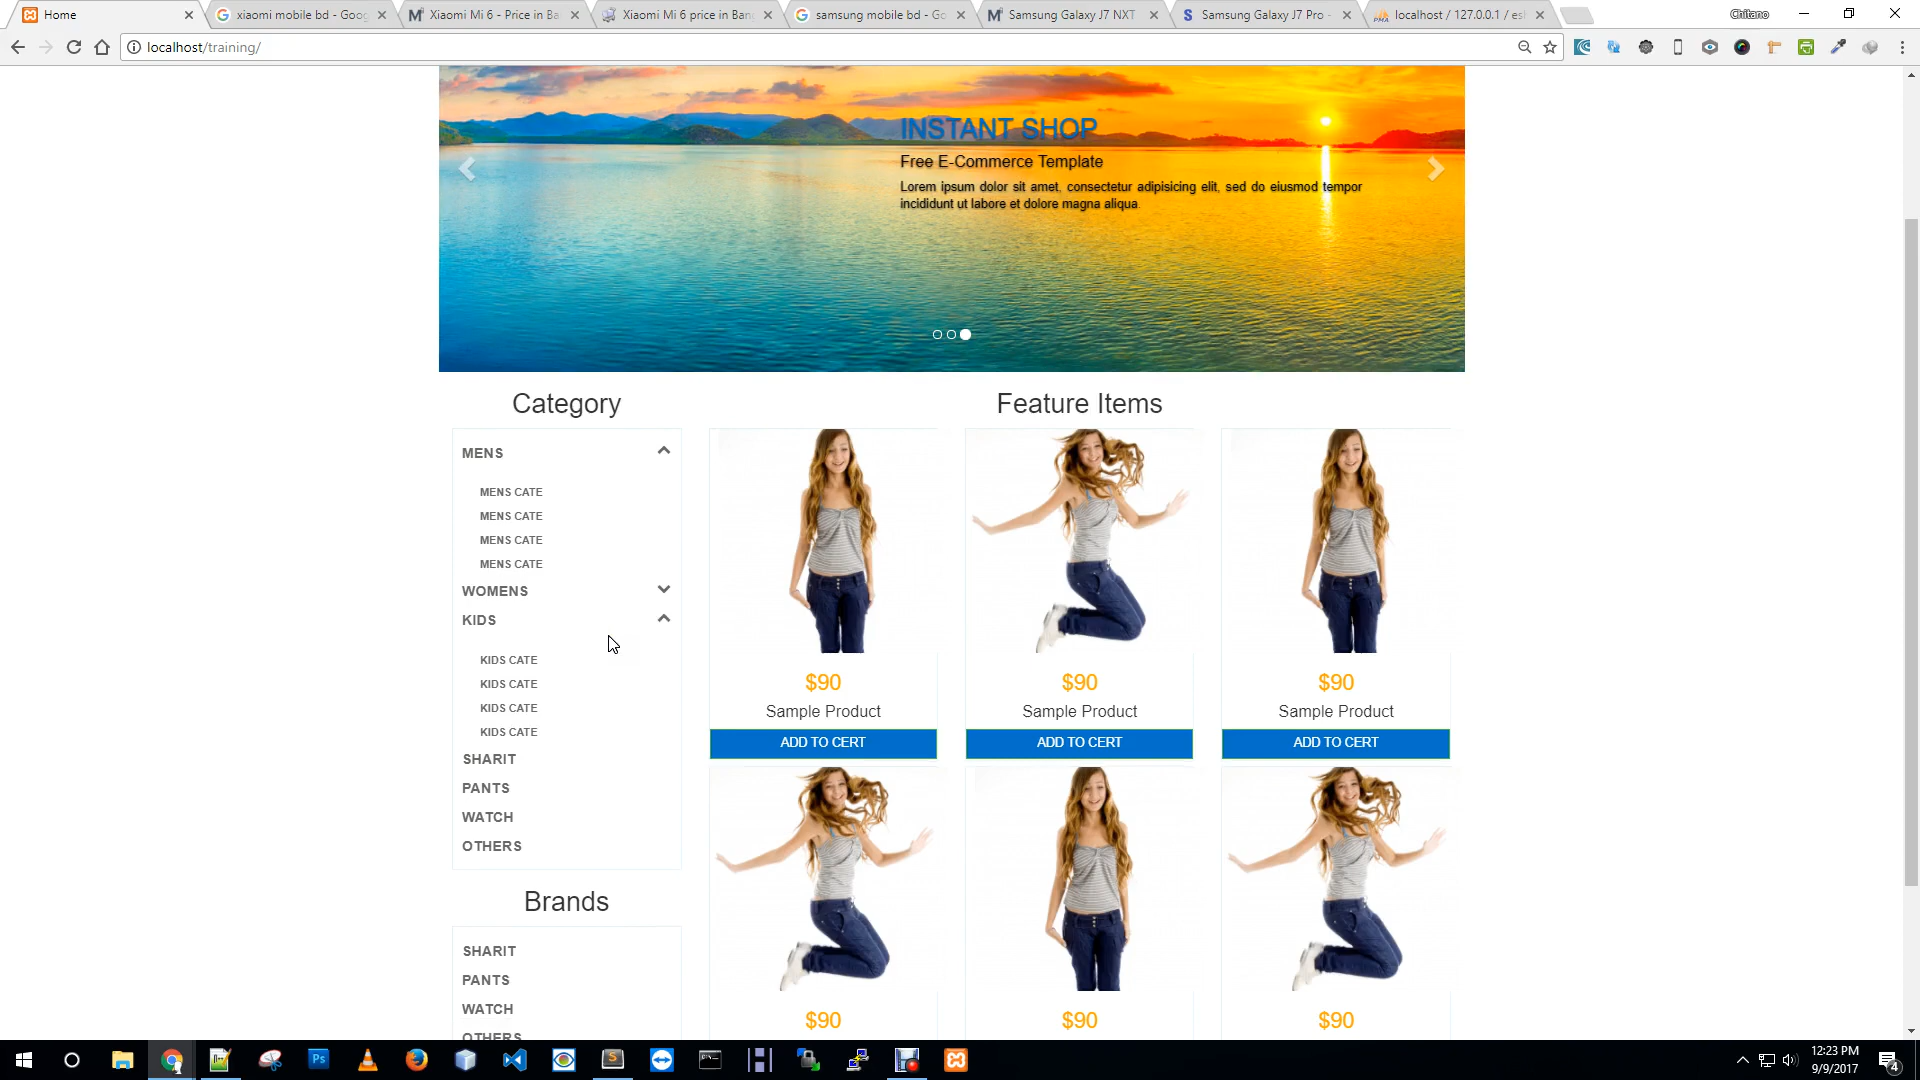 Home
xiaomi mobile bd - Goog
Xiaomi Mi 6 - Price in Ba
Xiaomi Mi 6 price in Ban
samsung mobile bd - Go
Samsung Galaxy J7 NXT
Samsung Galaxy J7 Pro -
localhost / 127.0.0.1 / esl
Chitano
localhost/training/
INSTANT SHOP
Free E-Commerce Template
Lorem ipsum dolor sit amet, consectetur adipisicing elit, sed do eiusmod tempor
incididunt ut labore et dolore magna aliqua.
Category
Feature Items
MENS
MENS CATE
MENS CATE
MENS CATE
MENS CATE
WOMENS
KIDS
KIDS CATE
KIDS CATE
KIDS CATE
KIDS CATE
SHARIT
PANTS
WATCH
OTHERS
$90
$90
$90
Sample Product
Sample Product
Sample Product
ADD TO CERT
ADD TO CERT
ADD TO CERT
Brands
SHARIT
PANTS
WATCH
OTHERS
$90
$90
$90
12:23 PM
9/9/2017
4